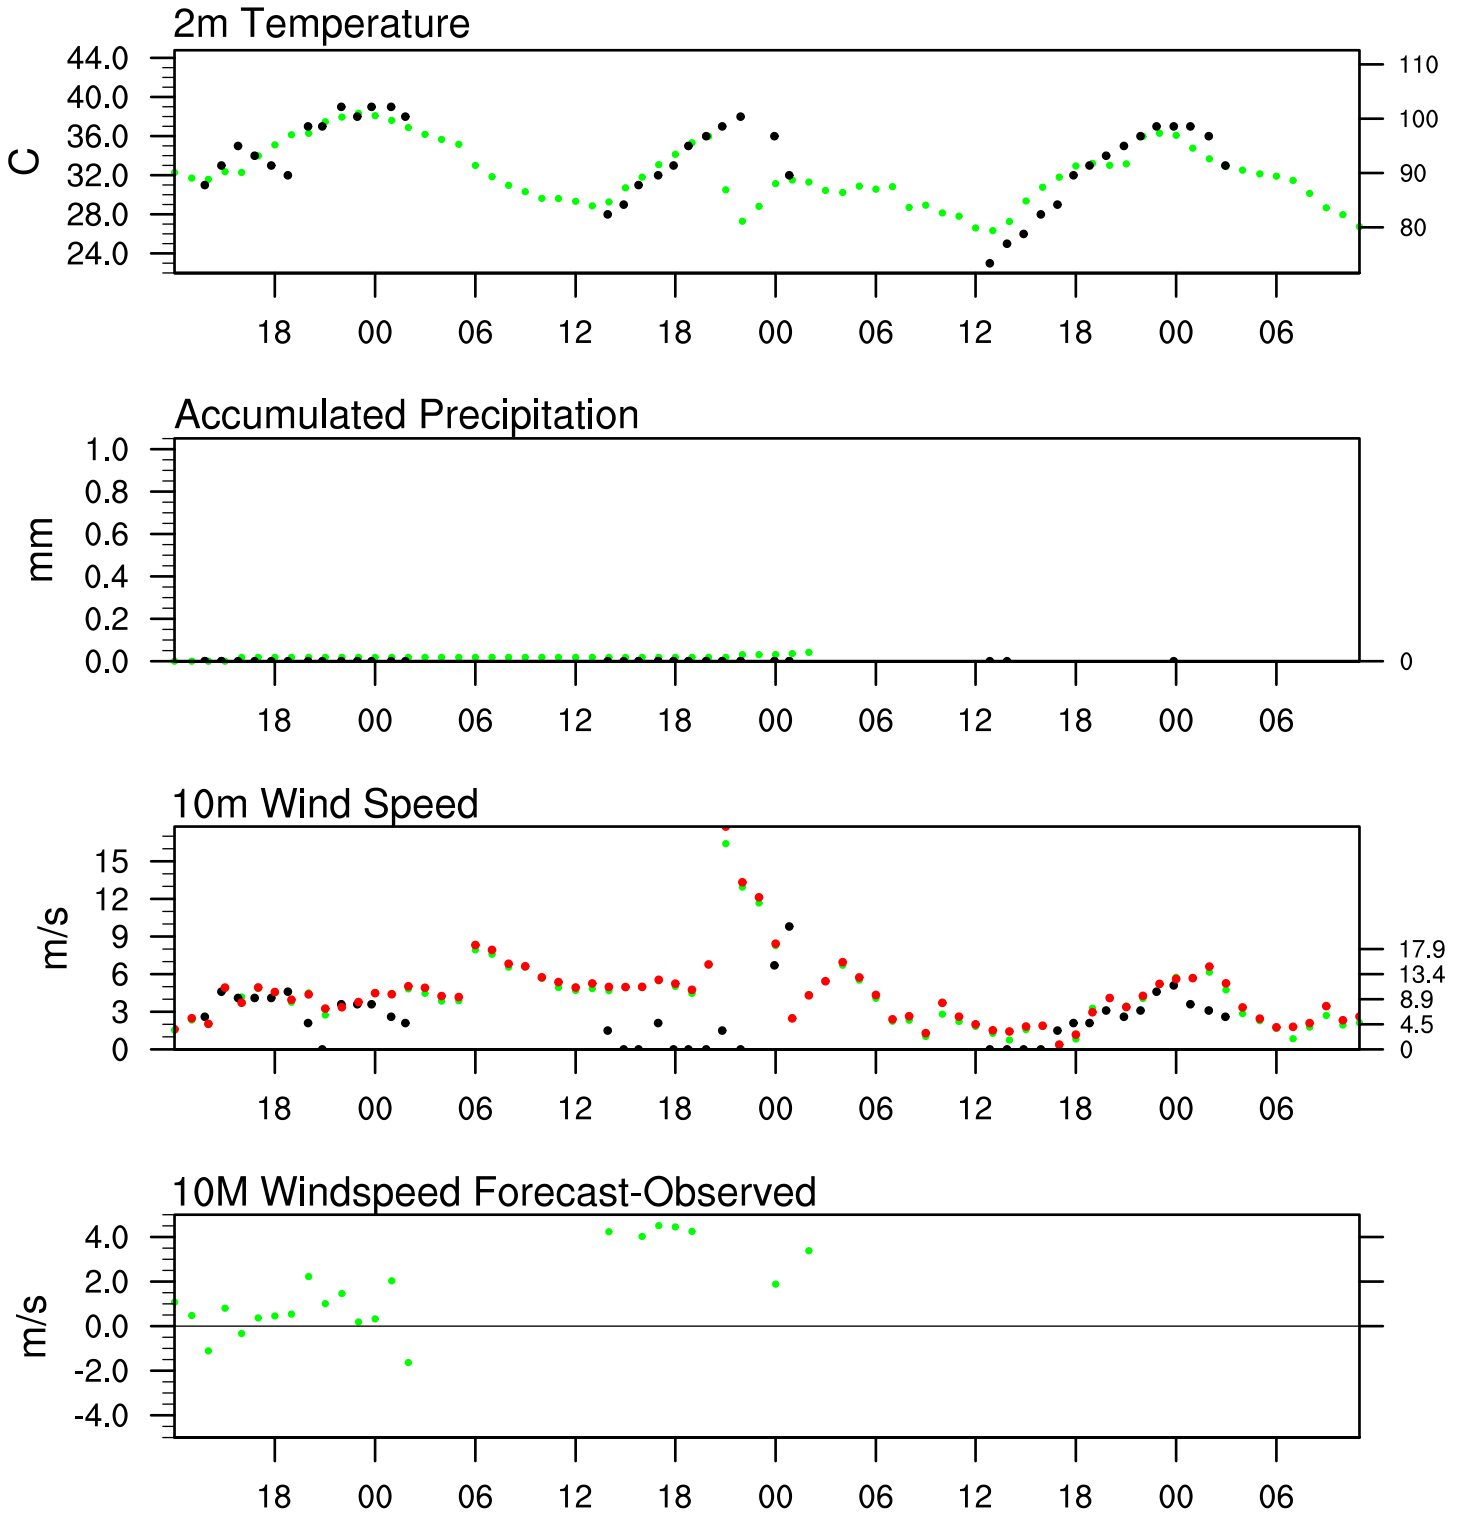 2m Temperature
44.0
40.0
36.0
32.0
28.0
24.0
C
110
100
90
80
18 00 06 12 18 00 06 12 18 00 06
Accumulated Precipitation
1.0
0.8
0.6
0.4
0.2
0.0
mm
0
18 00 06 12 18 00 06 12 18 00 06
10m Wind Speed
15
12
9
6
3
0
m/s
17.9
13.4
8.9
4.5
0
18 00 06 12 18 00 06 12 18 00 06
10M Windspeed Forecast-Observed
4.0
2.0
0.0
-2.0
-4.0
m/s
18 00 06 12 18 00 06 12 18 00 06